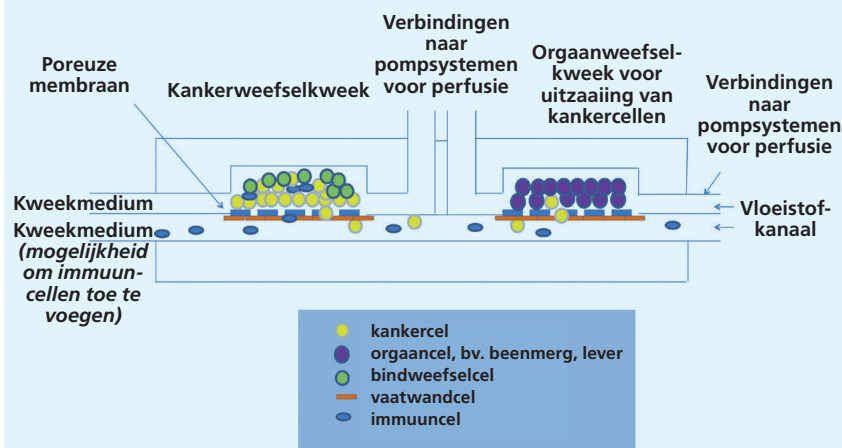 Poreuze
membraan
Kankerweefselkweek
Verbindingen
naar
pompsystemen
voor perfusie
Orgaanweefsel-
kweek voor
uitzaaiing van
kankercellen
Verbindingen
naar
pompsystemen
voor perfusie
Kweekmedium
Kweekmedium
(mogelijkheid
om immuun-
cellen toe te
voegen)
Vloeistof-
kanaal
kankercel
orgaancel, bv. beenmerg, lever
bindweefselcel
vaatwandcel
immuuncel